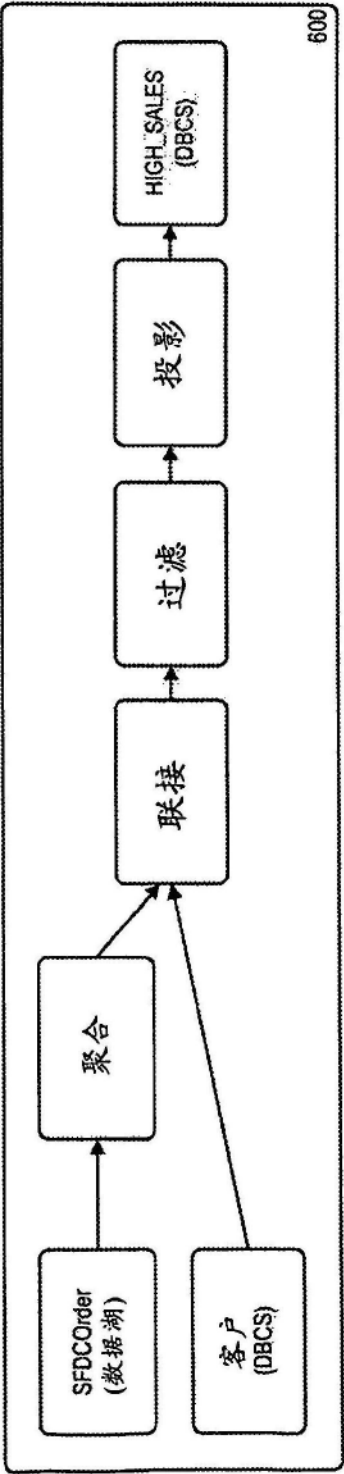 SFDCOrder
(数据湖)
聚合
客户
(DBCS)
联接
过滤
投影
HIGH_SALES
(DBCS)
600